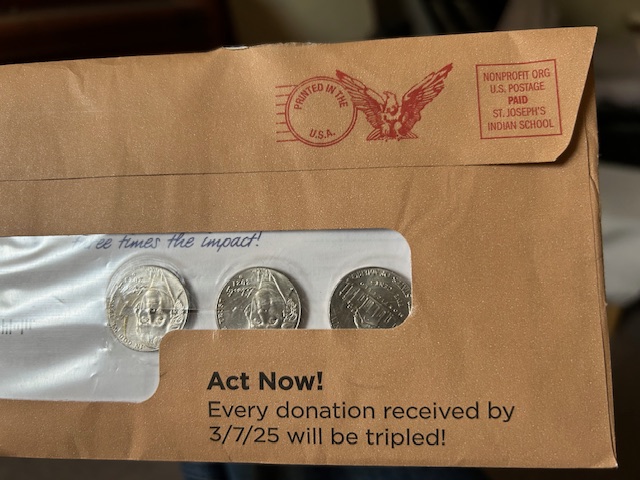 PRINTED IN THE
U.S.A.
NONPROFIT ORG
U.S. POSTAGE
PAID
ST. JOSEPH'S
INDIAN SCHOOL
three times the impact!
Act Now!
Every donation received by
3/7/25 will be tripled!